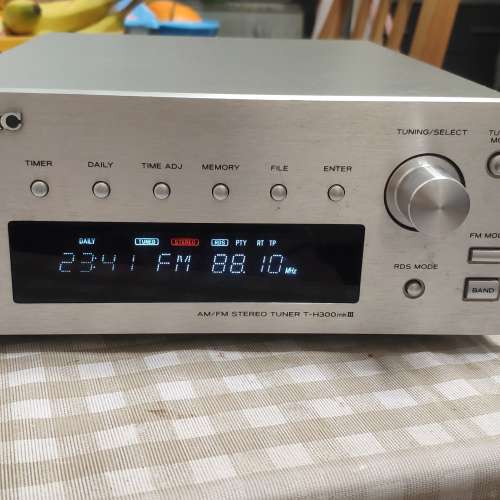 C
TUNING/SELECT
TIMER DAILY TIME ADJ MEMORY FILE ENTER
DAILY TUNED STEREO RDS PTY RT TP
23:41 FM 88.10 MHz
RDS MODE
BAND
AM/FM STEREO TUNER T-H300mkIII